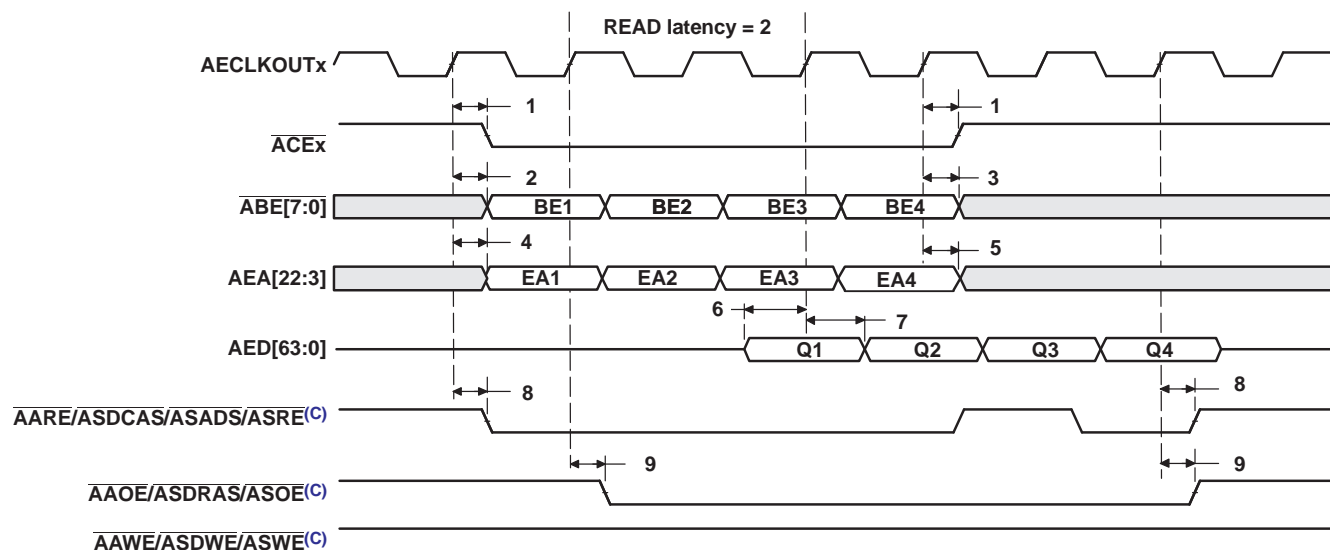 READ latency = 2
AECLKOUTx
1 1
ACEx
2 3
ABE[7:0] BE1 BE2 BE3 BE4
4 5
AEA[22:3] EA1 EA2 EA3 EA4
6 7
AED[63:0] Q1 Q2 Q3 Q4
8 8
AARE/ASDCAS/ASADS/ASRE(C)
9 9
AAOE/ASDRAS/ASOE(C)
AAWE/ASDWE/ASWE(C)